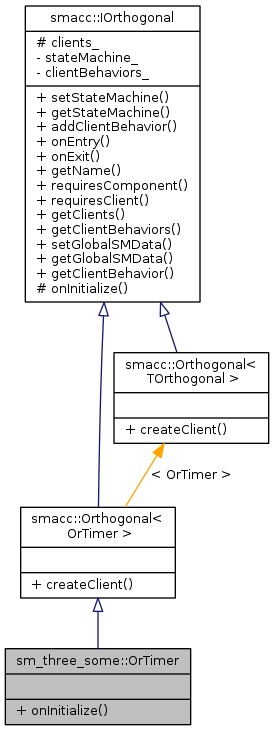 smacc::IOrthogonal
# clients_
- stateMachine_
- clientBehaviors_
+ setStateMachine()
+ getStateMachine()
+ addClientBehavior()
+ onEntry()
+ onExit()
+ getName()
+ requiresComponent()
+ requiresClient()
+ getClients()
+ getClientBehaviors()
+ setGlobalSMData()
+ getGlobalSMData()
+ getClientBehavior()
# onInitialize()
smacc::Orthogonal<
TOrthogonal >
+ createClient()
< OrTimer >
smacc::Orthogonal<
OrTimer >
+ createClient()
sm_three_some::OrTimer
+ onInitialize()